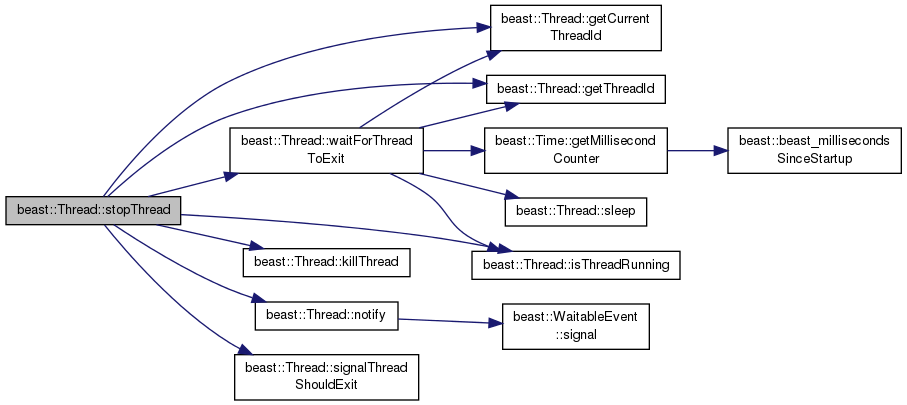 beast::Thread::getCurrent
ThreadId
beast::Thread::getThreadId
beast::Thread::waitForThread
ToExit
beast::Time::getMillisecond
Counter
beast::beast_milliseconds
SinceStartup
beast::Thread::stopThread
beast::Thread::sleep
beast::Thread::killThread
beast::Thread::isThreadRunning
beast::Thread::notify
beast::WaitableEvent
::signal
beast::Thread::signalThread
ShouldExit